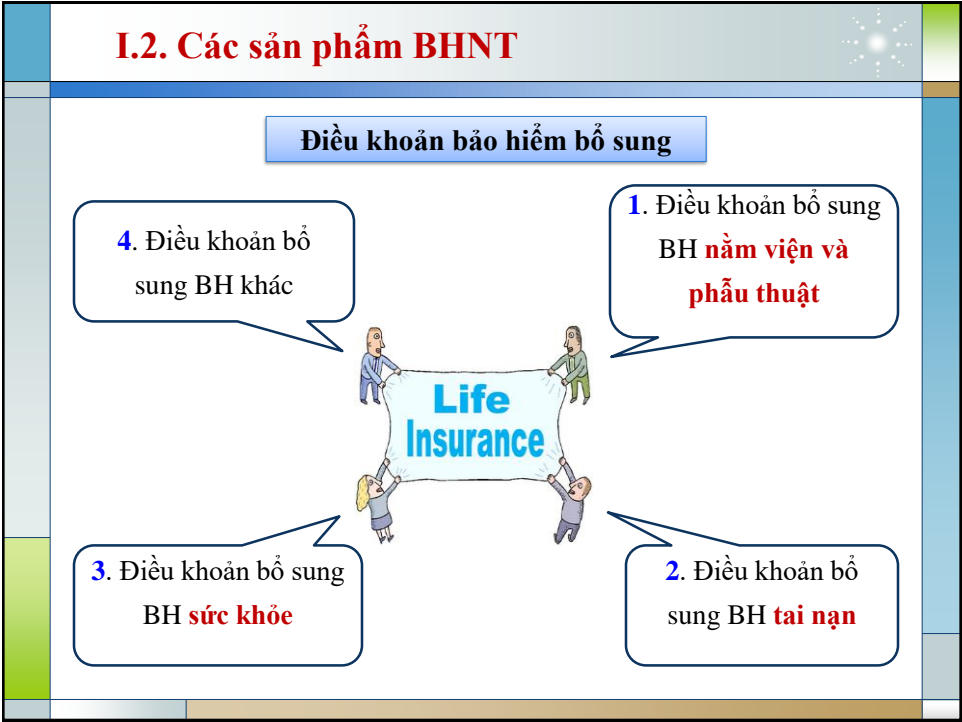 I.2. Các sản phẩm BHNT
Điều khoản bảo hiểm bổ sung
4. Điều khoản bổ
sung BH khác
1. Điều khoản bổ sung
BH nằm viện và
phẫu thuật
Life
Insurance
3. Điều khoản bổ sung
BH sức khỏe
2. Điều khoản bổ
sung BH tai nạn